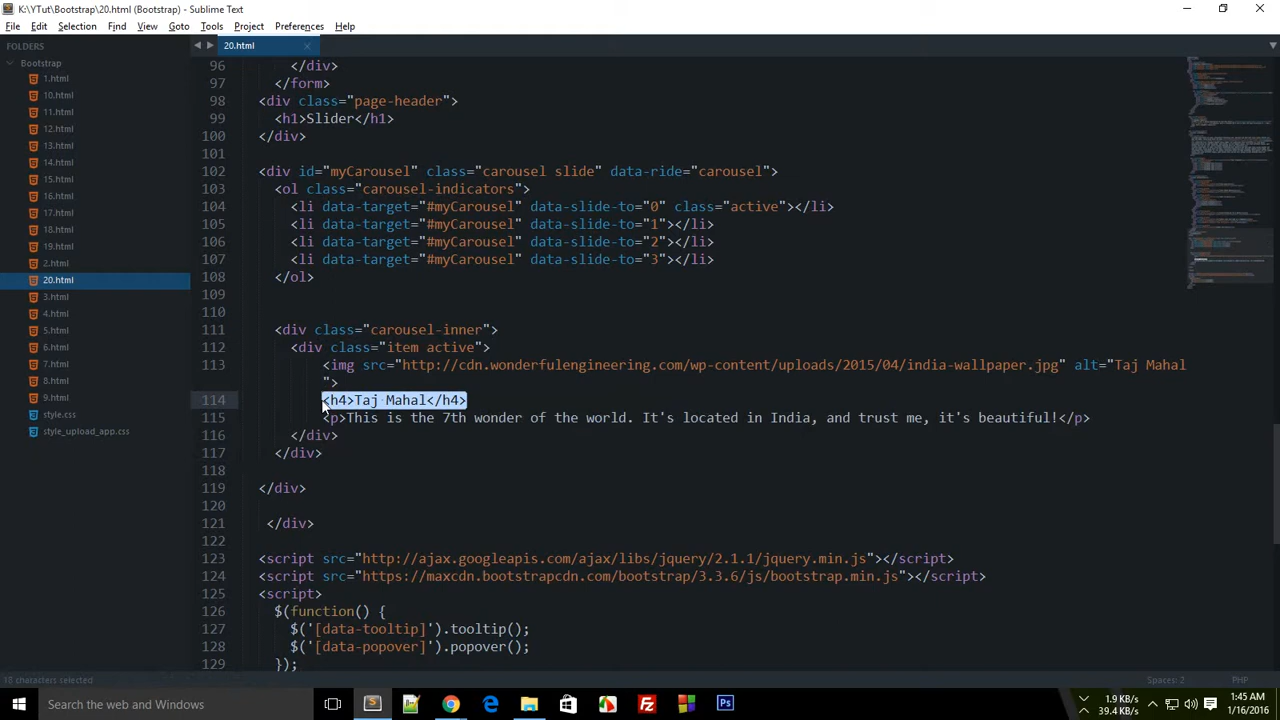 K:\YTut\Bootstrap\20.html (Bootstrap) - Sublime Text
File Edit Selection Find View Goto Tools Project Preferences Help
FOLDERS
Bootstrap
1.html
10.html
11.html
12.html
13.html
14.html
15.html
16.html
17.html
18.html
19.html
2.html
20.html
3.html
4.html
5.html
6.html
7.html
8.html
9.html
style.css
style_upload_app.css
20.html
96 </div>
97 </form>
98 <div class="page-header">
99 <h1>Slider</h1>
100 </div>
101
102 <div id="myCarousel" class="carousel slide" data-ride="carousel">
103 <ol class="carousel-indicators">
104 <li data-target="#myCarousel" data-slide-to="0" class="active"></li>
105 <li data-target="#myCarousel" data-slide-to="1"></li>
106 <li data-target="#myCarousel" data-slide-to="2"></li>
107 <li data-target="#myCarousel" data-slide-to="3"></li>
108 </ol>
109
110
111 <div class="carousel-inner">
112 <div class="item active">
113 <img src="http://cdn.wonderfulengineering.com/wp-content/uploads/2015/04/india-wallpaper.jpg" alt="Taj Mahal
">
114 <h4>Taj Mahal</h4>
115 <p>This is the 7th wonder of the world. It's located in India, and trust me, it's beautiful!</p>
116 </div>
117 </div>
118
119 </div>
120
121 </div>
122
123 <script src="http://ajax.googleapis.com/ajax/libs/jquery/2.1.1/jquery.min.js"></script>
124 <script src="https://maxcdn.bootstrapcdn.com/bootstrap/3.3.6/js/bootstrap.min.js"></script>
125 <script>
126 $(function() {
127 $('[data-tooltip]').tooltip();
128 $('[data-popover]').popover();
129 });
18 characters selected
Spaces: 2
PHP
Search the web and Windows
Ps
1.9 KB/s
39.4 KB/s
1:45 AM
1/16/2016